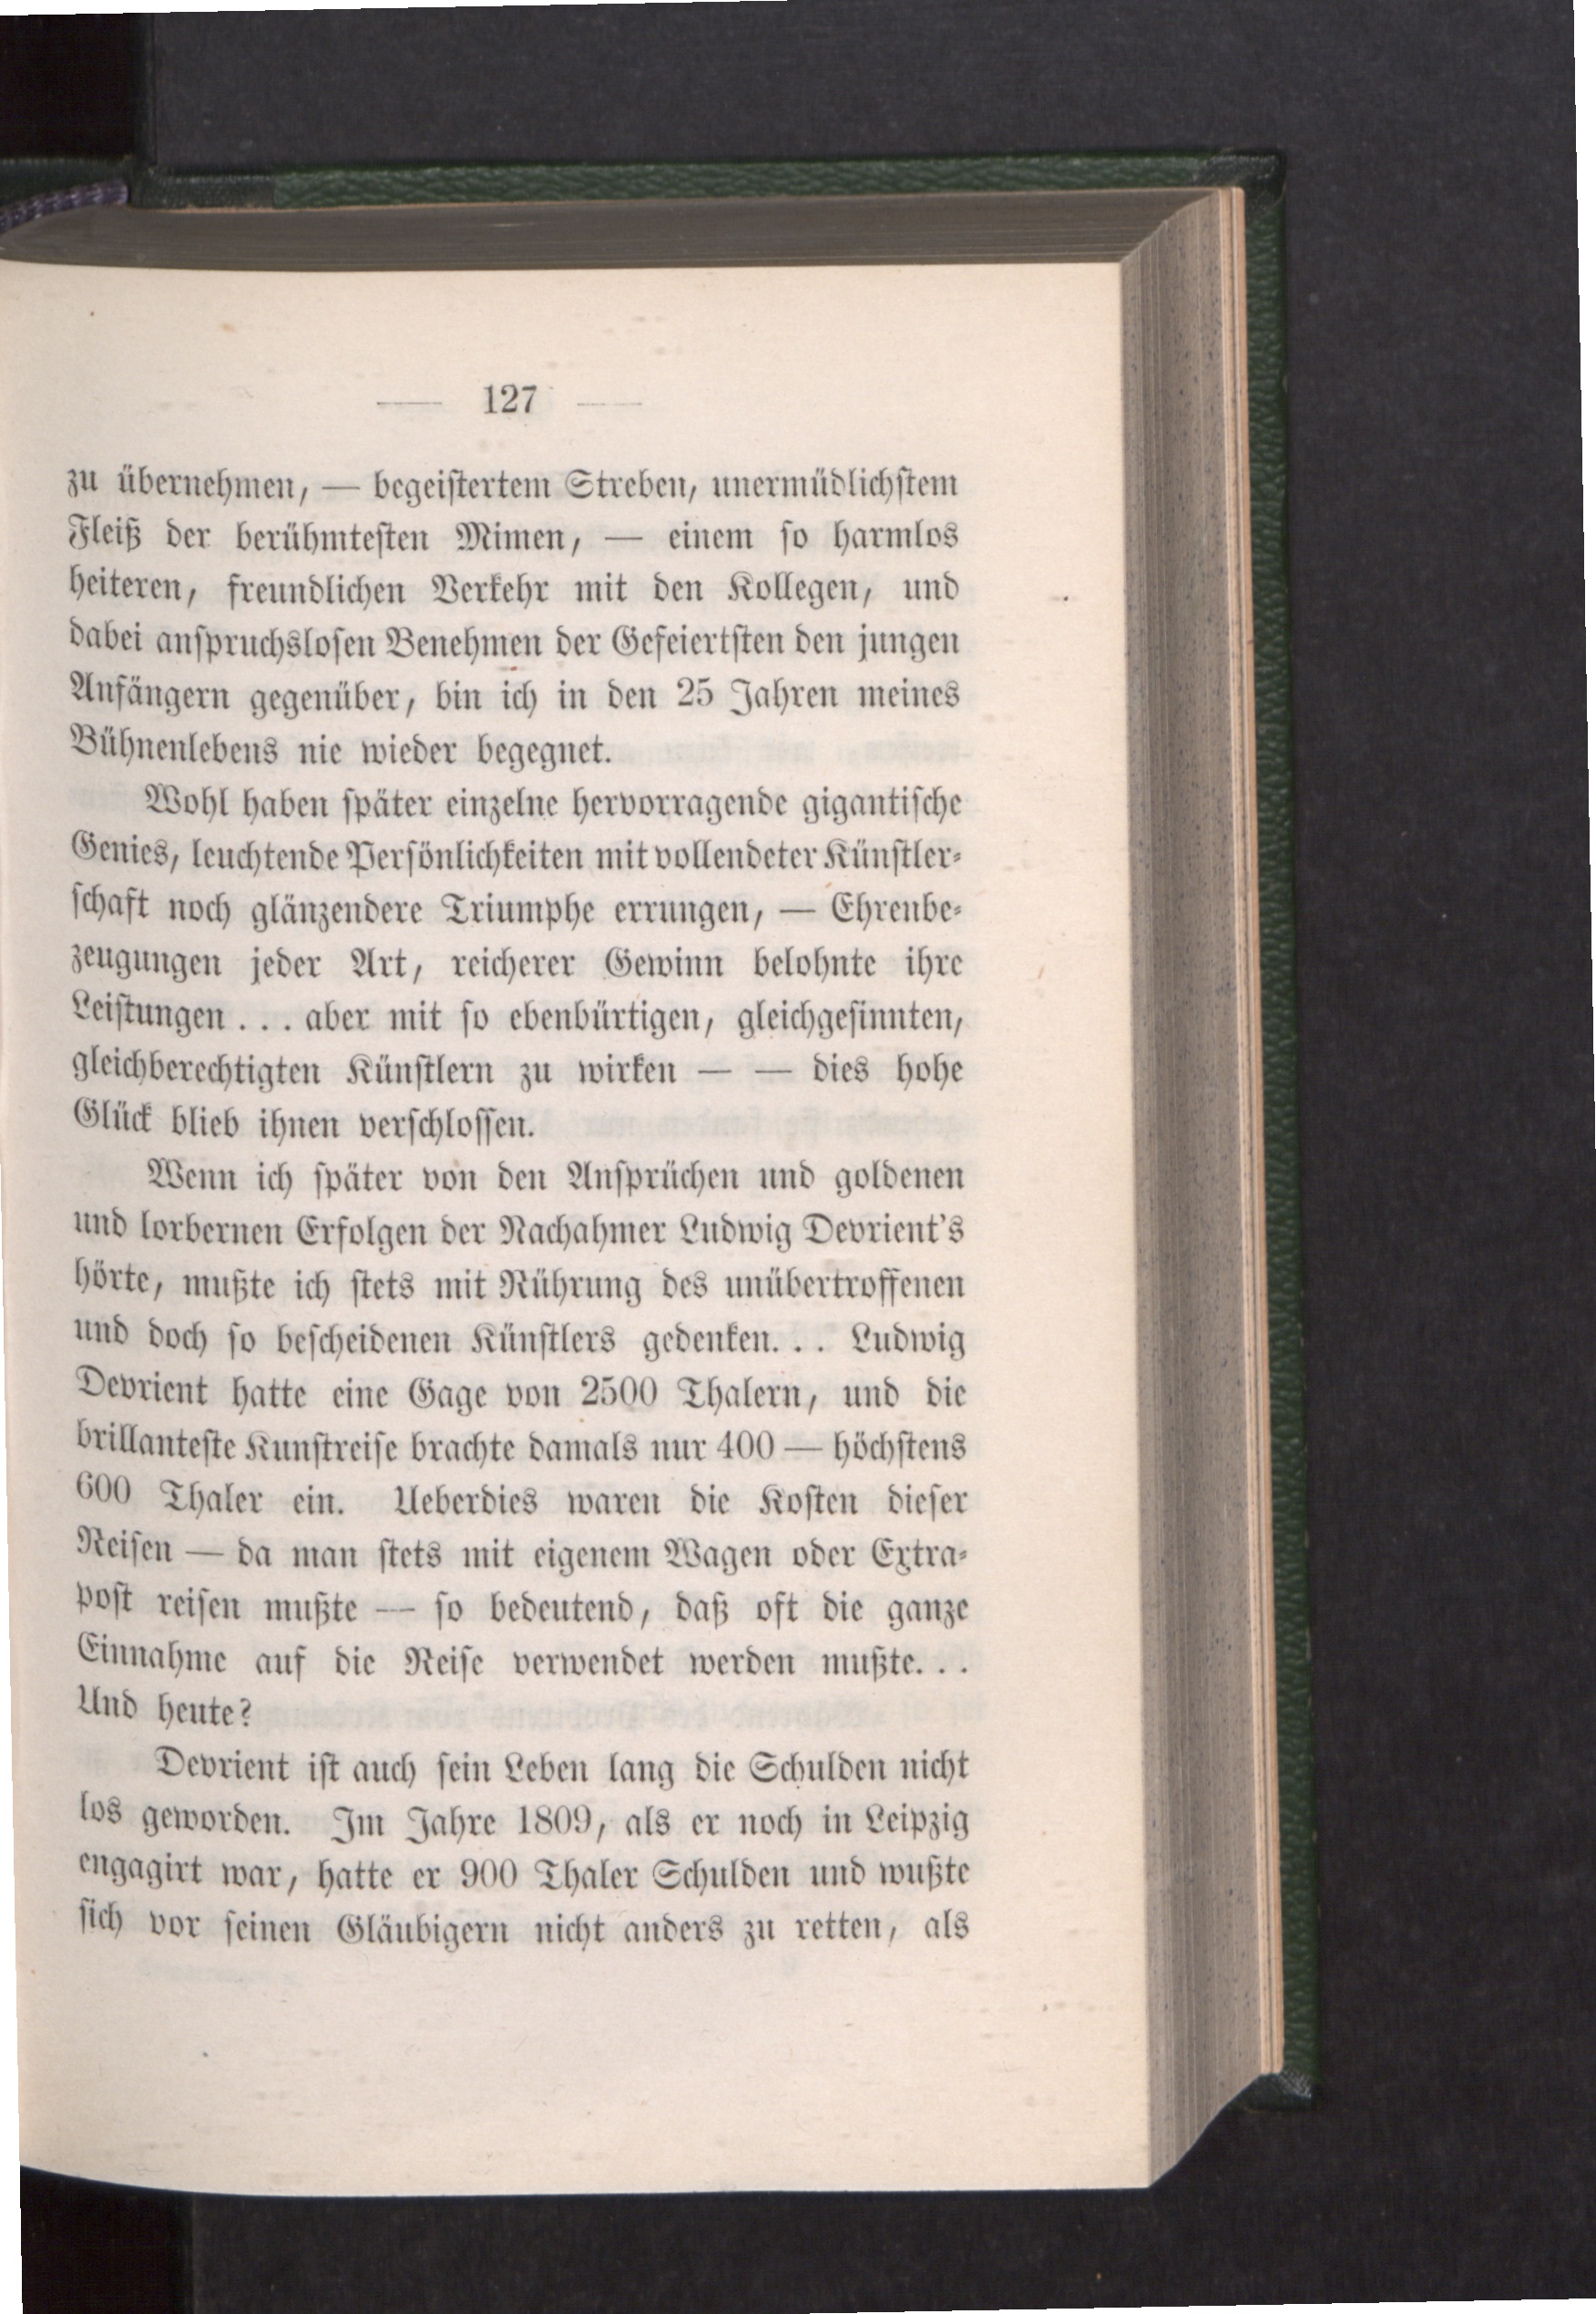 — 127 —
zu übernehmen, — begeiſtertem Streben, unermüdlichſtem
Fleiß der berühmteſten Mimen, — einem ſo harmlos
heiteren, freundlichen Verkehr mit den Kollegen, und
dabei anſpruchsloſen Benehmen der Gefeiertſten den jungen
Anfängern gegenüber, bin ich in den 25 Jahren meines
Bühnenlebens nie wieder begegnet.
Wohl haben ſpäter einzelne hervorragende gigantiſche
Genies, leuchtende Perſönlichkeiten mit vollendeter Künſtler-
ſchaft noch glänzendere Triumphe errungen, — Ehrenbe-
zeugungen jeder Art, reicherer Gewinn belohnte ihre
Leiſtungen . . . aber mit ſo ebenbürtigen, gleichgeſinnten,
gleichberechtigten Künſtlern zu wirken — — dies hohe
Glück blieb ihnen verſchloſſen.
Wenn ich ſpäter von den Anſprüchen und goldenen
und lorbernen Erfolgen der Nachahmer Ludwig Devrient's
hörte, mußte ich ſtets mit Rührung des unübertroffenen
und doch ſo beſcheidenen Künſtlers gedenken. . . Ludwig
Devrient hatte eine Gage von 2500 Thalern, und die
brillanteſte Kunſtreiſe brachte damals nur 400 — höchſtens
600 Thaler ein. Ueberdies waren die Koſten dieſer
Reiſen — da man ſtets mit eigenem Wagen oder Extra-
poſt reiſen mußte — ſo bedeutend, daß oft die ganze
Einnahme auf die Reiſe verwendet werden mußte. . .
Und heute?
Devrient iſt auch ſein Leben lang die Schulden nicht
los geworden. Im Jahre 1809, als er noch in Leipzig
engagirt war, hatte er 900 Thaler Schulden und wußte
ſich vor ſeinen Gläubigern nicht anders zu retten, als